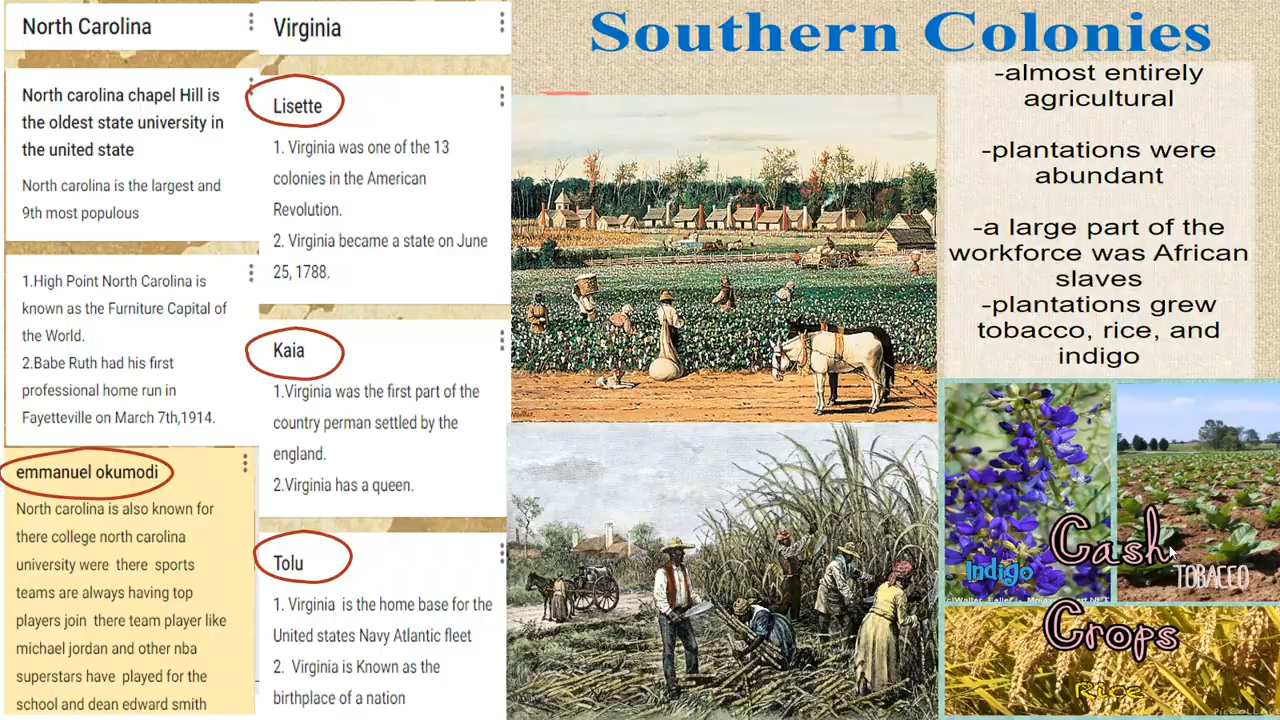 North Carolina
North carolina chapel Hill is
the oldest state university in
the united state
North carolina is the largest and
9th most populous
1.High Point North Carolina is
known as the Furniture Capital of
the World.
2.Babe Ruth had his first
professional home run in
Fayetteville on March 7th,1914.
emmanuel okumodi
North carolina is also known for
there college north carolina
university were there sports
teams are always having top
players join there team player like
michael jordan and other nba
superstars have played for the
school and dean edward smith
Virginia
Lisette
1. Virginia was one of the 13
colonies in the American
Revolution.
2. Virginia became a state on June
25, 1788.
Kaia
1.Virginia was the first part of the
country perman settled by the
england.
2.Virginia has a queen.
Tolu
1. Virginia is the home base for the
United states Navy Atlantic fleet
2. Virginia is Known as the
birthplace of a nation
Southern Colonies
-almost entirely
agricultural
-plantations were
abundant
-a large part of the
workforce was African
slaves
-plantations grew
tobacco, rice, and
indigo
Indigo
TOBACCO
Cash
Crops
Rice